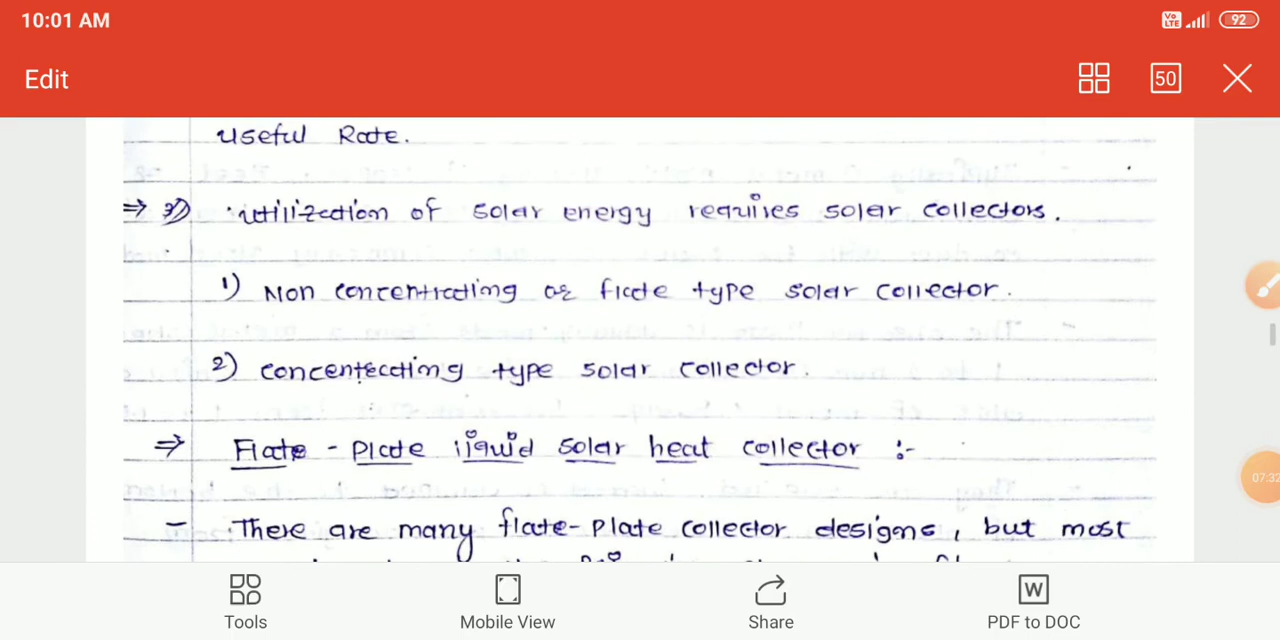 10:01 AM
Vo LTE 92
Edit
50
useful Rate.
⇒ 3) utilization of solar energy requires solar collectors.
1) Non concentrating or flate type solar collector.
2) concentrating type solar collector.
⇒ Flate - Plate liquid solar heat collector :-
07:32
- There are many flate-plate collector designs, but most
Tools
Mobile View
Share
W
PDF to DOC